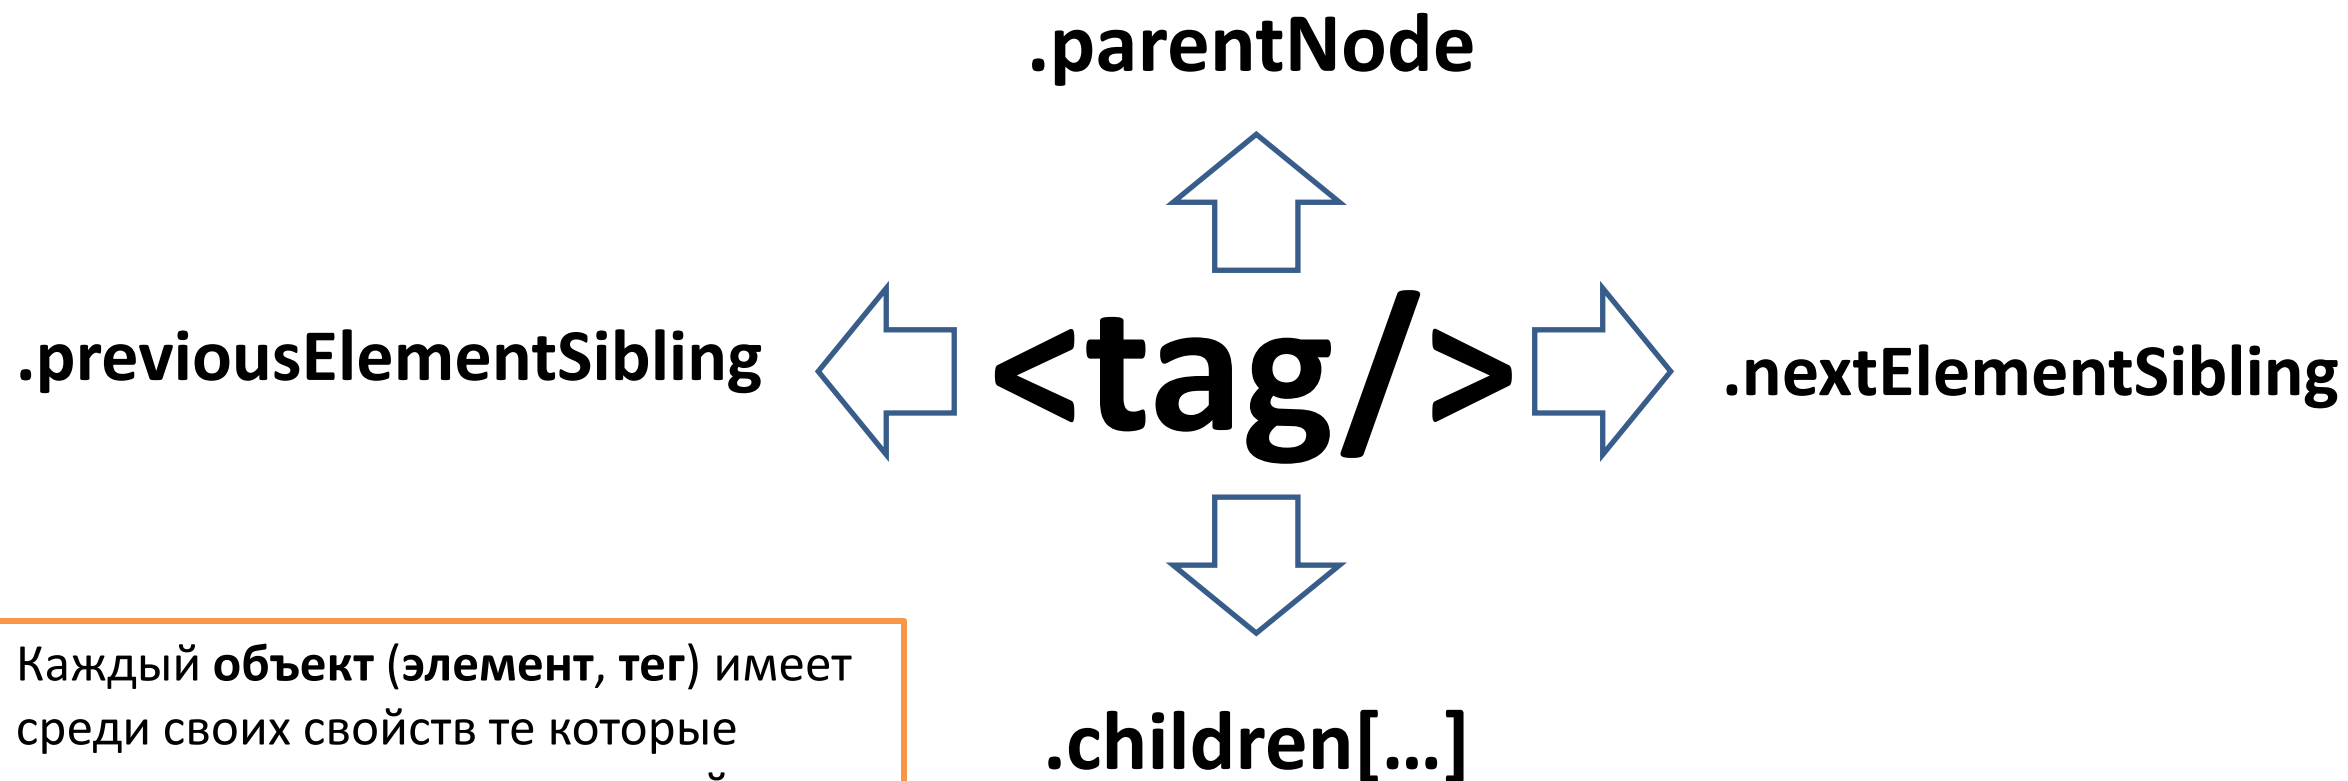 .parentNode
.previousElementSibling
<tag/>
.nextElementSibling
Каждый объект (элемент, тег) имеет
среди своих свойств те которые
.children[…]